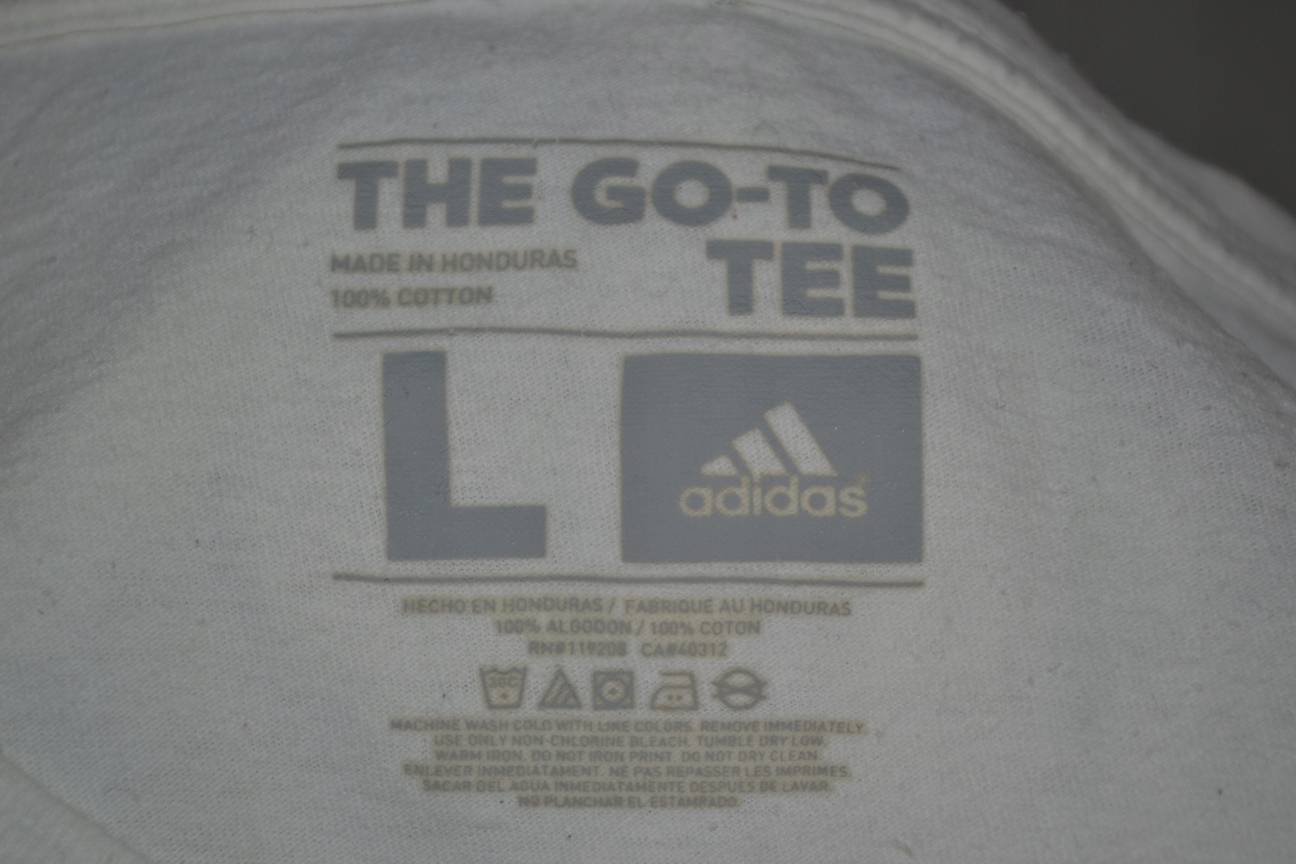 THE GO-TO
TEE
MADE IN HONDURAS
100% COTTON
L
adidas
HECHO EN HONDURAS / FABRIQUE AU HONDURAS
100% ALGODON / 100% COTON
RN#119208 CA#40312
30C
MACHINE WASH COLD WITH LIKE COLORS. REMOVE IMMEDIATELY.
USE ONLY NON-CHLORINE BLEACH. TUMBLE DRY LOW.
WARM IRON. DO NOT IRON PRINT. DO NOT DRY CLEAN.
ENLEVER INMEDIATAMENT. NE PAS REPASSER LES IMPRIMES.
SACAR DEL AGUA INMEDIATAMENTE DESPUES DE LAVAR.
NO PLANCHAR EL ESTAMPADO.